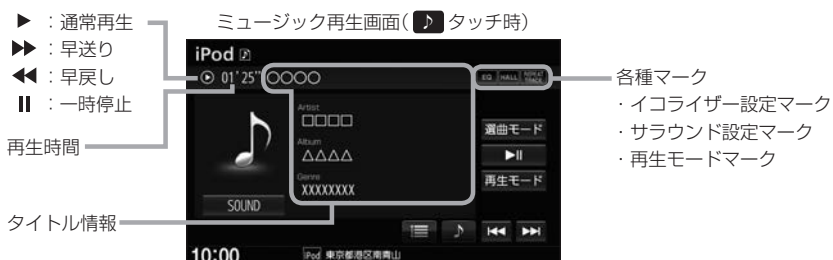 ミュージック再生画面(♪タッチ時)
▶：通常再生
▶▶：早送り
◀◀：早戻し
II：一時停止
再生時間
タイトル情報
iPod ♪
01'25" ○○○○
EQ HALL REPEAT TRACK
Artist
□□□□
Album
△△△△
Genre
XXXXXXXX
SOUND
選曲モード
▶II
再生モード
10:00
iPod 東京都港区南青山
各種マーク
・イコライザー設定マーク
・サラウンド設定マーク
・再生モードマーク